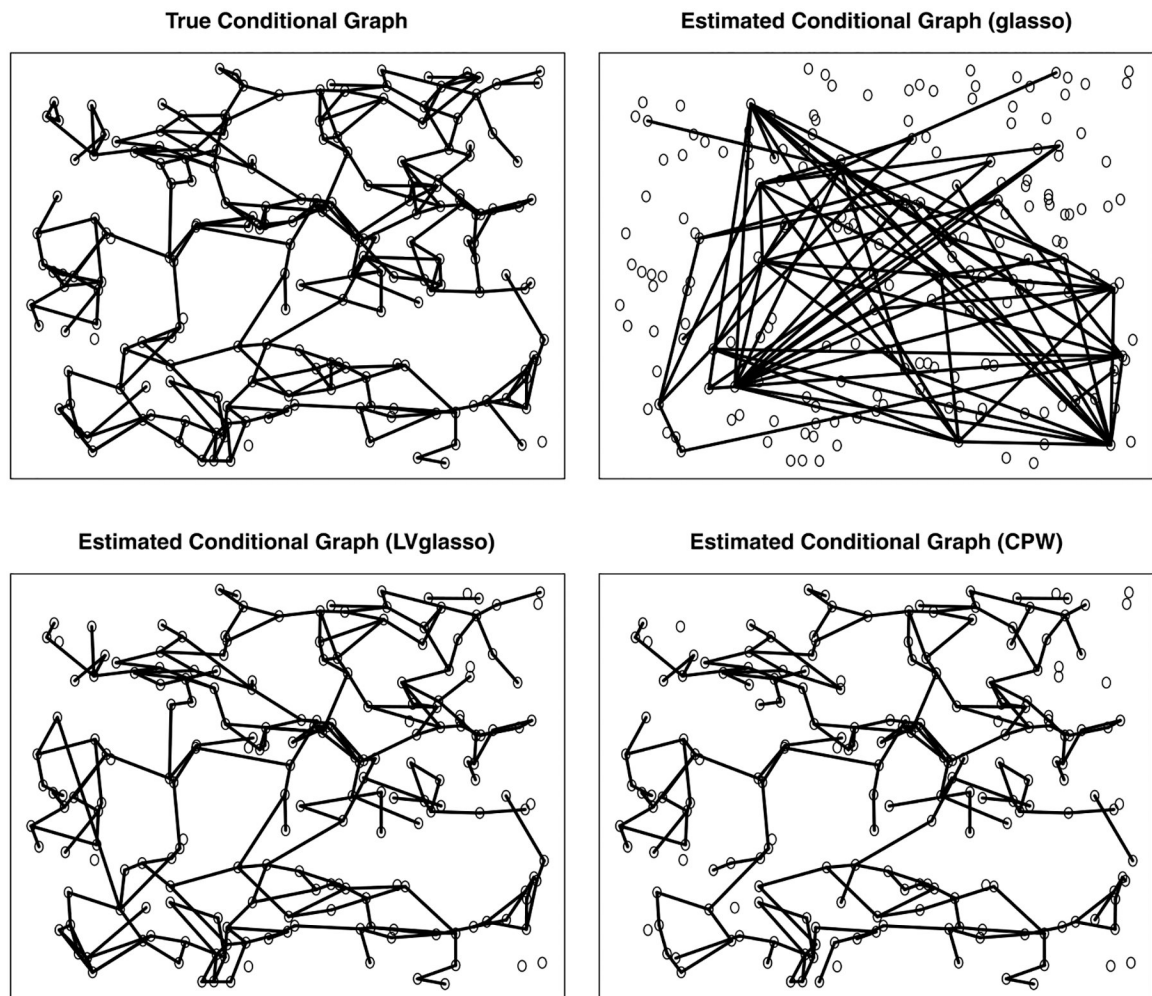 True Conditional Graph
Estimated Conditional Graph (glasso)
Estimated Conditional Graph (LVglasso)
Estimated Conditional Graph (CPW)